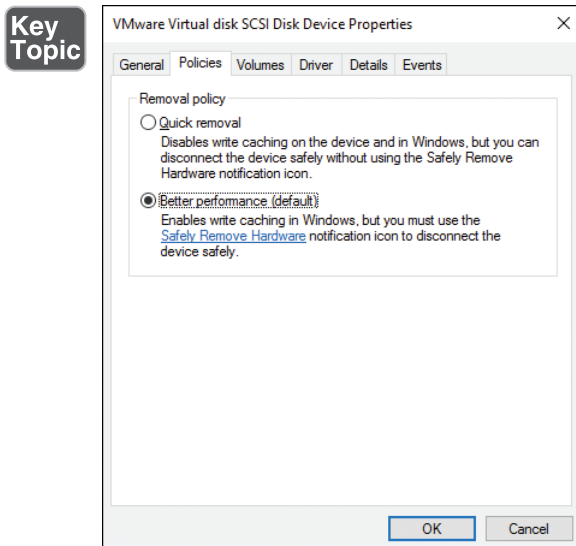 Key
Topic
VMware Virtual disk SCSI Disk Device Properties
General Policies Volumes Driver Details Events
Removal policy
Quick removal
Disables write caching on the device and in Windows, but you can
disconnect the device safely without using the Safely Remove
Hardware notification icon.
Better performance (default)
Enables write caching in Windows, but you must use the
Safely Remove Hardware notification icon to disconnect the
device safely.
OK Cancel